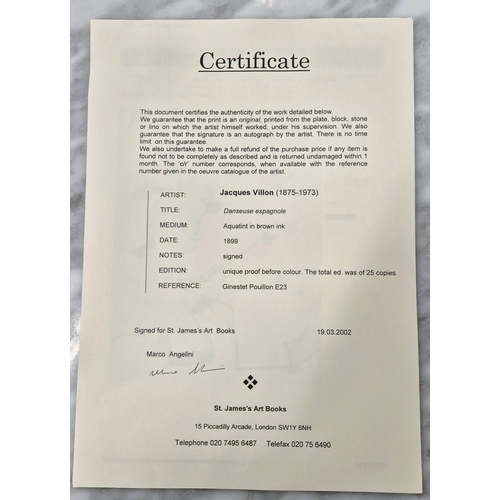 Certificate
This document certifies the authenticity of the work detailed below.
We guarantee that the print is an original, printed from the plate, block, stone
or lino on which the artist himself worked, under his supervision. We also
guarantee that the signature is an autograph by the artist. There is no time
limit on this guarantee.
We also undertake to make a full refund of the purchase price if any item is
found not to be completely as described and is returned undamaged within 1
month. The 'c/r' number corresponds, when available with the reference
number given in the oeuvre catalogue of the artist.
ARTIST: Jacques Villon (1875-1973)
TITLE: Danseuse espagnole
MEDIUM: Aquatint in brown ink
DATE: 1899
NOTES: signed
EDITION: unique proof before colour. The total ed. was of 25 copies
REFERENCE: Ginestet Pouillon E23
Signed for St. James's Art Books 19.03.2002
Marco Angelini
St. James's Art Books
15 Piccadilly Arcade, London SW1Y 6NH
Telephone 020 7495 6487 Telefax 020 75 6490